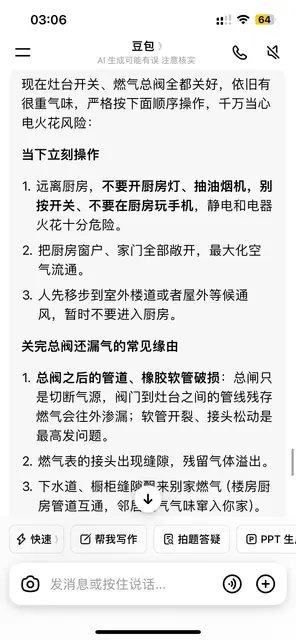 03:06
64
豆包
AI 生成可能有误 注意核实
现在灶台开关、燃气总阀全都关好，依旧有
很重气味，严格按下面顺序操作，千万当心
电火花风险：
当下立刻操作
1. 远离厨房，不要开厨房灯、抽油烟机，别
按开关、不要在厨房玩手机，静电和电器
火花十分危险。
2. 把厨房窗户、家门全部敞开，最大化空
气流通。
3. 人先移步到室外楼道或者屋外等候通
风，暂时不要进入厨房。
关完总阀还漏气的常见缘由
1. 总阀之后的管道、橡胶软管破损：总闸只
是切断气源，阀门到灶台之间的管线残存
燃气会往外渗漏；软管开裂、接头松动是
最高发问题。
2. 燃气表的接头出现缝隙，残留气体溢出。
3. 下水道、橱柜缝隙 来别家燃气（楼房厨
房管道互通，邻居 气气味窜入你家）。
快速
帮我写作
拍题答疑
PPT 生
发消息或按住说话...